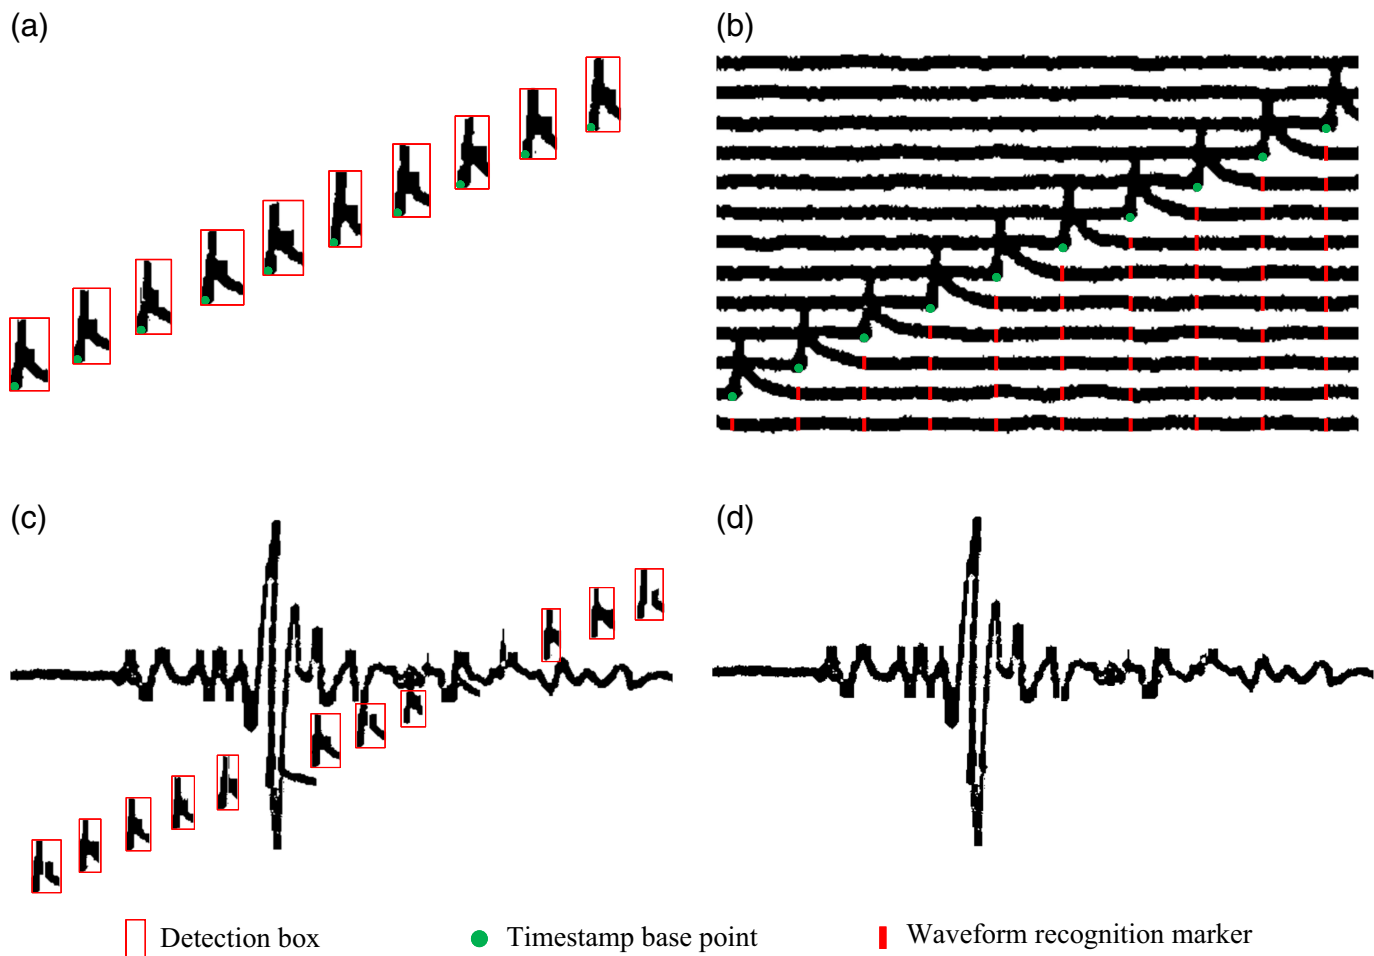 (a)
(b)
(c)
(d)
Detection box
Timestamp base point
Waveform recognition marker